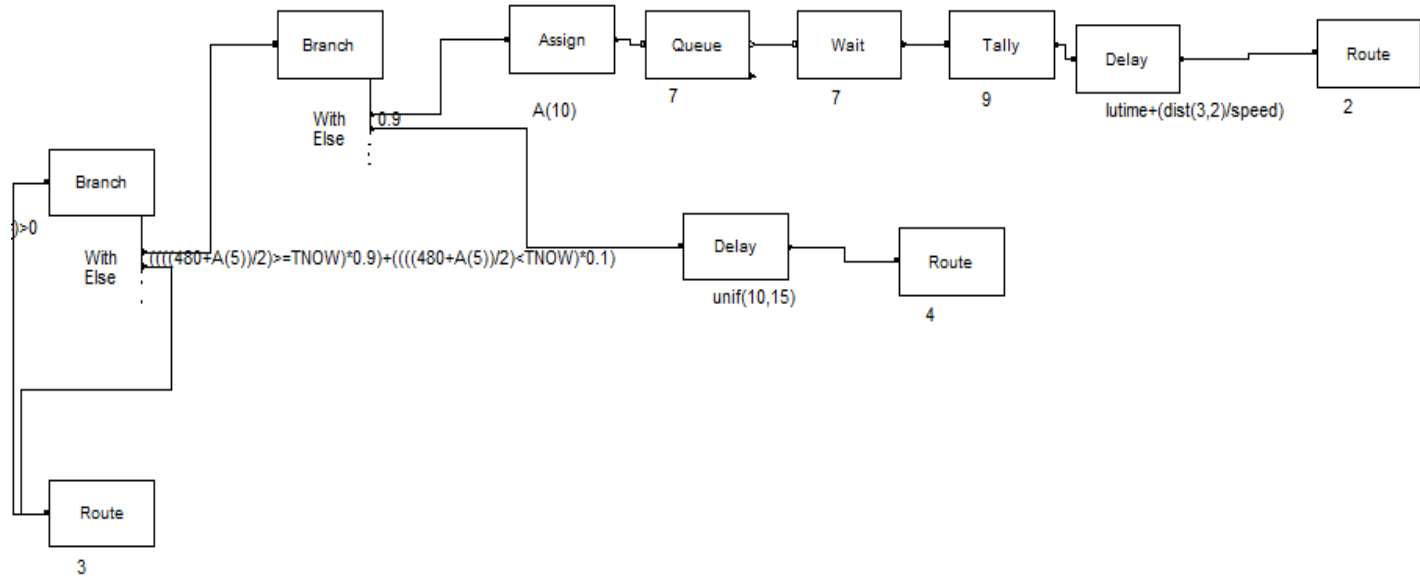 Branch
Assign
Queue
Wait
Tally
Delay
Route
A(10)
7
7
9
lutime+(dist(3,2)/speed)
2
With 0.9
Else
Branch
)>0
With
((((480+A(5))/2)>=TNOW)*0.9)+((((480+A(5))/2)<TNOW)*0.1)
Else
Delay
Route
unif(10,15)
4
Route
3